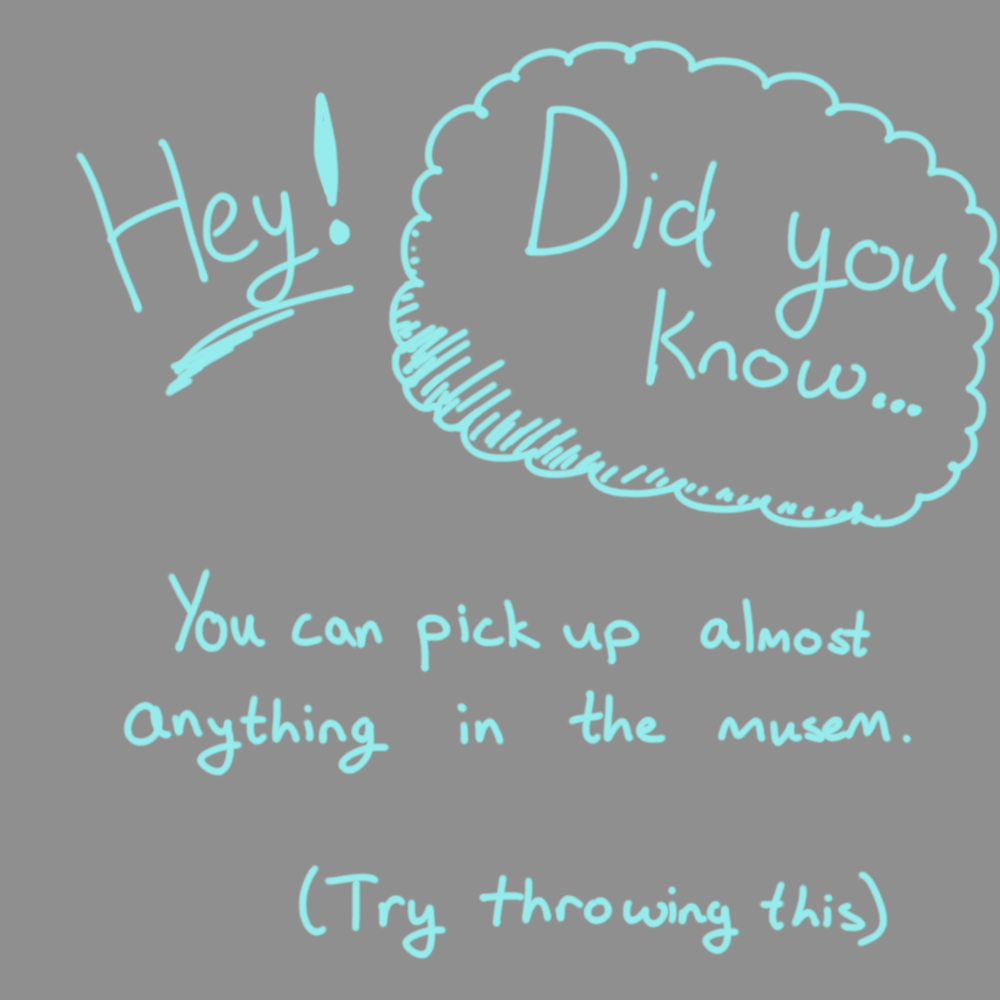 Hey!
Did you
know...
You can pick up almost
anything in the musem.
(Try throwing this)